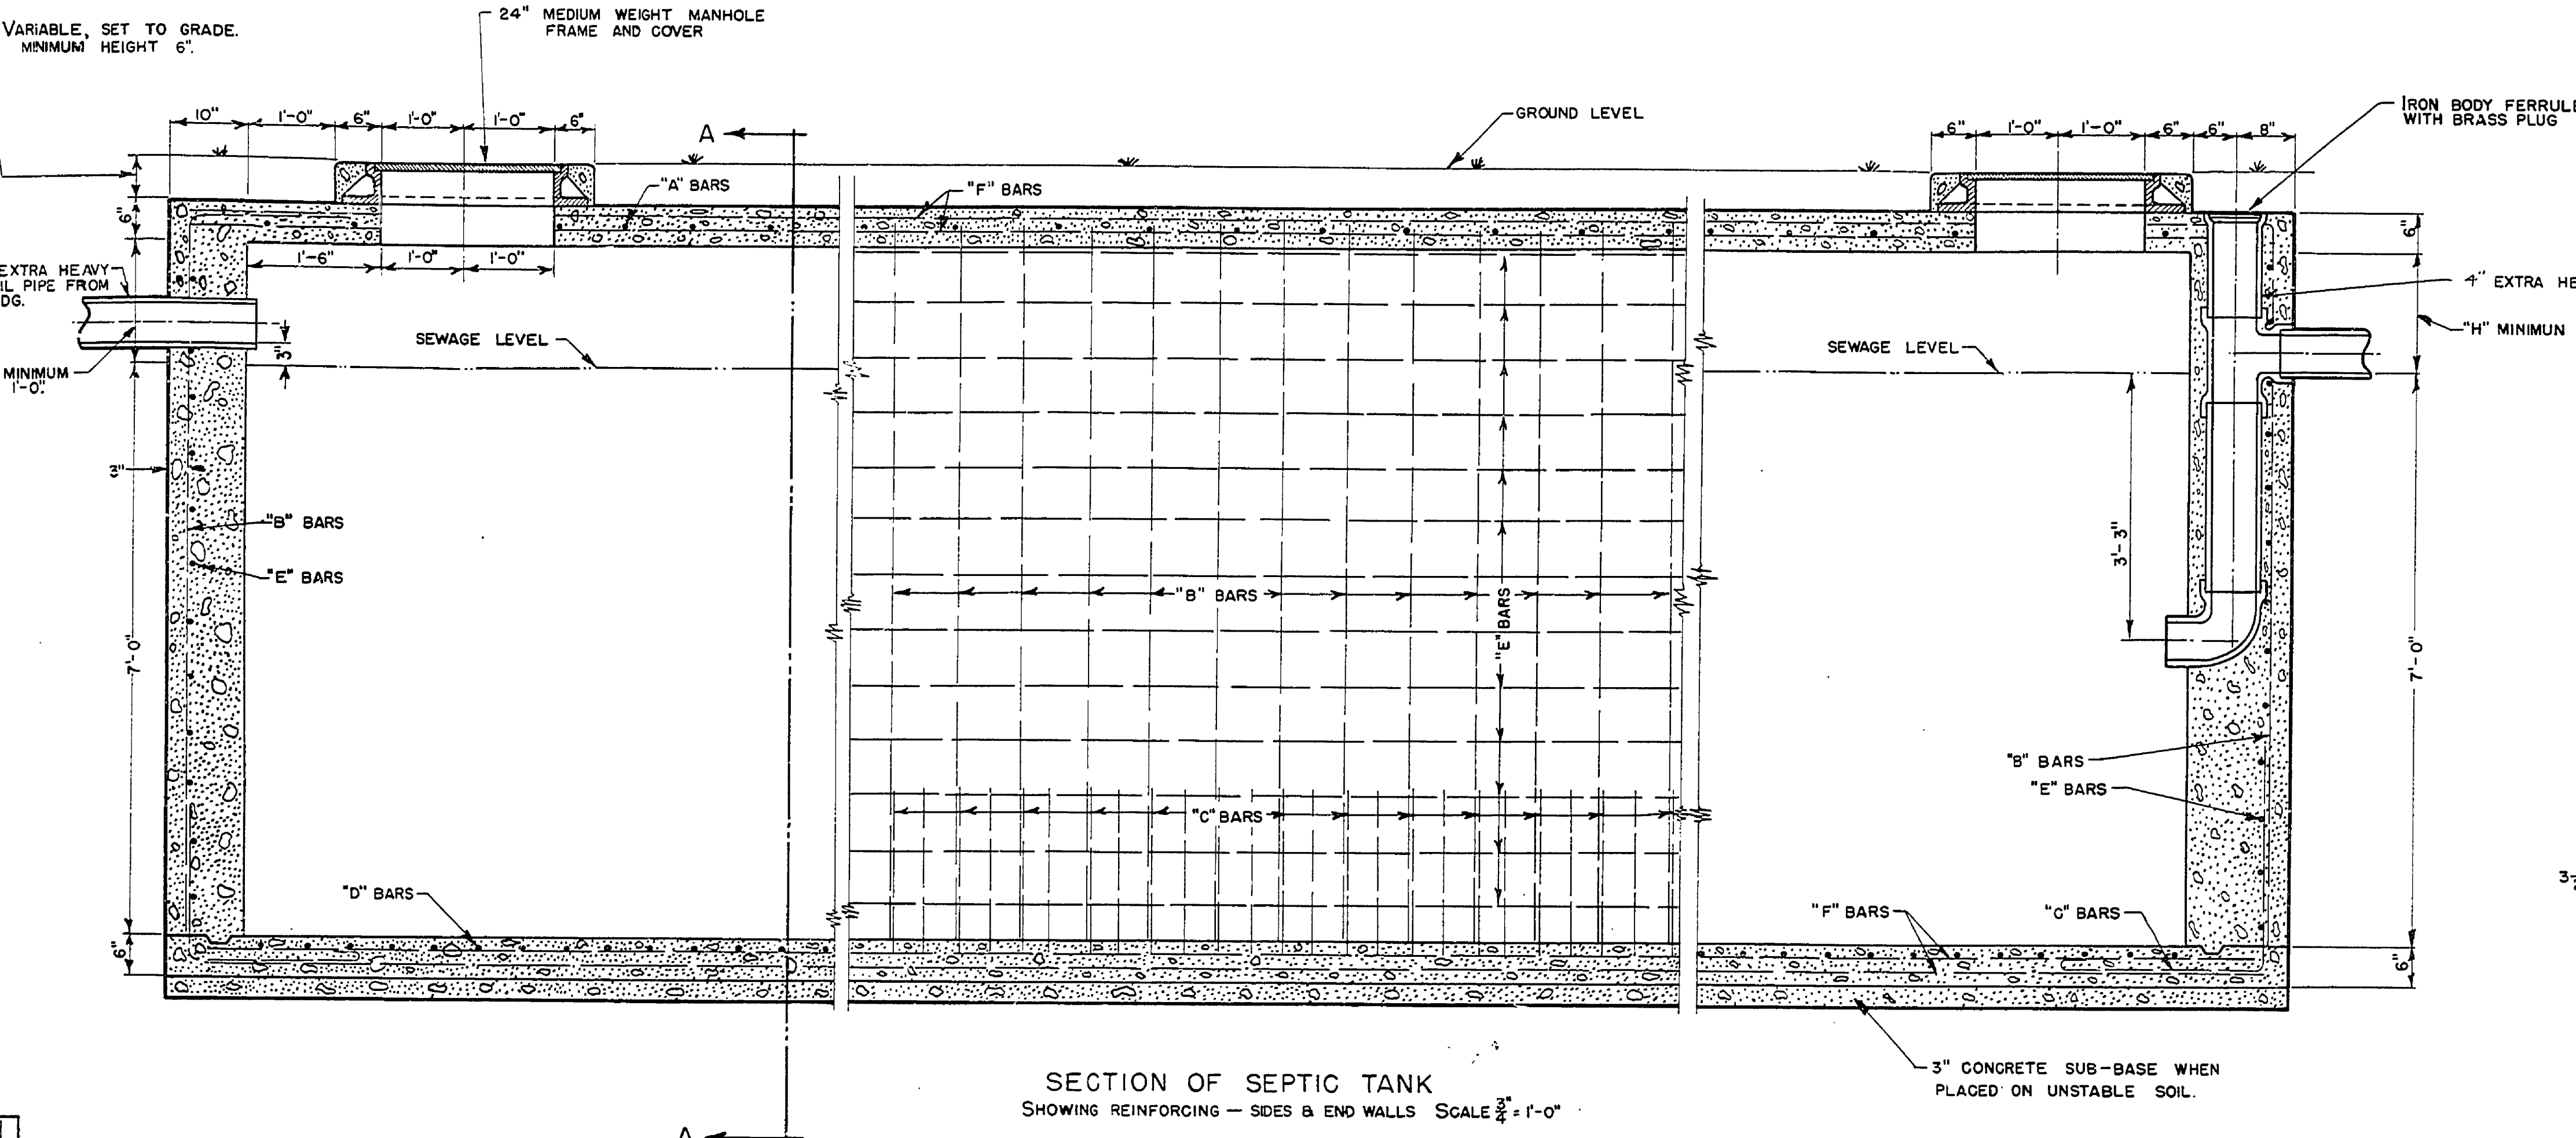 VARIABLE, SET TO GRADE.
MINIMUM HEIGHT 6".
24" MEDIUM WEIGHT MANHOLE
FRAME AND COVER
10" 1'-0" 6" 1'-0" 1'-0" 6"
A
GROUND LEVEL
6" 1'-0" 1'-0" 6" 6" 8"
IRON BODY FERRULE
WITH BRASS PLUG
"A" BARS
"F" BARS
6"
6"
1'-6" 1'-0" 1'-0"
EXTRA HEAVY
IL PIPE FROM
DG.
4" EXTRA HE
"H" MINIMUN
3"
SEWAGE LEVEL
SEWAGE LEVEL
MINIMUM
1'-0".
3"
"B" BARS
"E" BARS
3'-3"
"B" BARS
"E" BARS
7'-0"
7'-0"
"B" BARS
"E" BARS
"C" BARS
"D" BARS
"F" BARS
"C" BARS
6"
6"
3" CONCRETE SUB-BASE WHEN
PLACED ON UNSTABLE SOIL.
SECTION OF SEPTIC TANK
SHOWING REINFORCING — SIDES & END WALLS SCALE 3/4" = 1'-0"
A